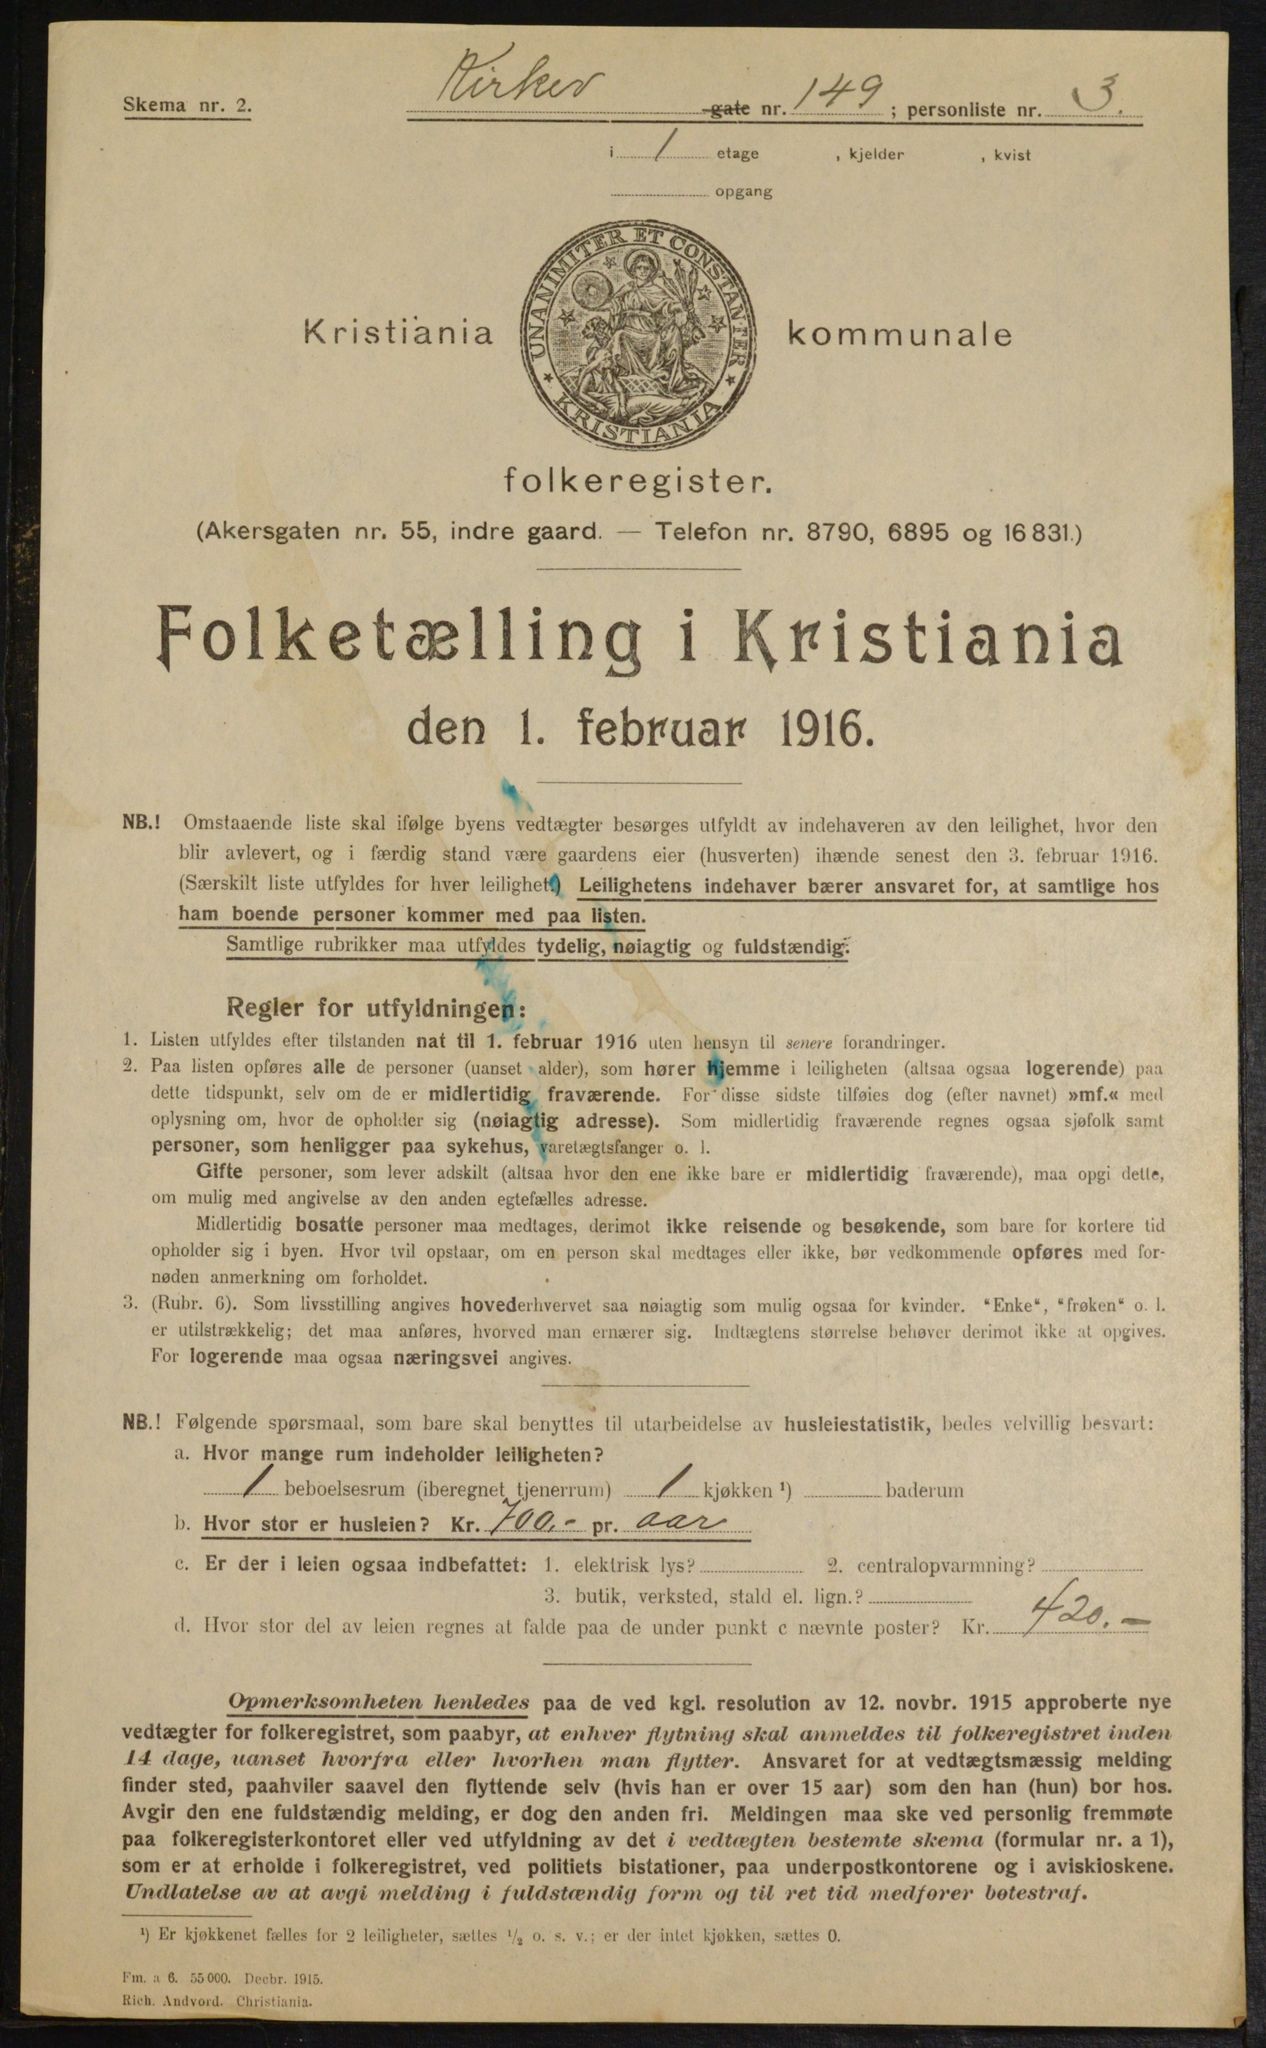 Skema nr. 2.
Kirkev gate nr. 149; personliste nr. 3.
i 1 etage , kjelder , kvist
opgang
UNANIMITER ET CONSTANTER
KRISTIANIA
Kristiania kommunale
folkeregister.
(Akersgaten nr. 55, indre gaard. — Telefon nr. 8790, 6895 og 16831.)
Folketælling i Kristiania
den 1. februar 1916.
NB.! Omstaaende liste skal ifølge byens vedtægter besørges utfyldt av indehaveren av den leilighet, hvor den
blir avlevert, og i færdig stand være gaardens eier (husverten) ihænde senest den 3. februar 1916.
(Særskilt liste utfyldes for hver leilighet.) Leilighetens indehaver bærer ansvaret for, at samtlige hos
ham boende personer kommer med paa listen.
Samtlige rubrikker maa utfyldes tydelig, nøiagtig og fuldstændig.
Regler for utfyldningen:
1. Listen utfyldes efter tilstanden nat til 1. februar 1916 uten hensyn til senere forandringer.
2. Paa listen opføres alle de personer (uanset alder), som hører hjemme i leiligheten (altsaa ogsaa logerende) paa
dette tidspunkt, selv om de er midlertidig fraværende. For disse sidste tilføies dog (efter navnet) »mf.« med
oplysning om, hvor de opholder sig (nøiagtig adresse). Som midlertidig fraværende regnes ogsaa sjøfolk samt
personer, som henligger paa sykehus, varetægtsfanger o. l.
Gifte personer, som lever adskilt (altsaa hvor den ene ikke bare er midlertidig fraværende), maa opgi dette,
om mulig med angivelse av den anden egtefælles adresse.
Midlertidig bosatte personer maa medtages, derimot ikke reisende og besøkende, som bare for kortere tid
opholder sig i byen. Hvor tvil opstaar, om en person skal medtages eller ikke, bør vedkommende opføres med for-
nøden anmerkning om forholdet.
3. (Rubr. 6). Som livsstilling angives hovederhvervet saa nøiagtig som mulig ogsaa for kvinder. “Enke“, “frøken“ o. l.
er utilstrækkelig; det maa anføres, hvorved man ernærer sig. Indtægtens størrelse behøver derimot ikke at opgives.
For logerende maa ogsaa næringsvei angives.
NB.! Følgende spørsmaal, som bare skal benyttes til utarbeidelse av husleiestatistik, bedes velvillig besvart:
a. Hvor mange rum indeholder leiligheten?
1 beboelsesrum (iberegnet tjenerrum) 1 kjøkken ¹) baderum
b. Hvor stor er husleien? Kr. 700.- pr. aar
c. Er der i leien ogsaa indbefattet: 1. elektrisk lys? 2. centralopvarmning?
3. butik, verksted, stald el. lign.?
d. Hvor stor del av leien regnes at falde paa de under punkt c nævnte poster? Kr. 420.-
Opmerksomheten henledes paa de ved kgl. resolution av 12. novbr. 1915 approberte nye
vedtægter for folkeregistret, som paabyr, at enhver flytning skal anmeldes til folkeregistret inden
14 dage, uanset hvorfra eller hvorhen man flytter. Ansvaret for at vedtægtsmæssig melding
finder sted, paahviler saavel den flyttende selv (hvis han er over 15 aar) som den han (hun) bor hos.
Avgir den ene fuldstændig melding, er dog den anden fri. Meldingen maa ske ved personlig fremmøte
paa folkeregisterkontoret eller ved utfyldning av det i vedtægten bestemte skema (formular nr. a 1),
som er at erholde i folkeregistret, ved politiets bistationer, paa underpostkontorene og i aviskioskene.
Undlatelse av at avgi melding i fuldstændig form og til ret tid medfører bøtestraf.
¹) Er kjøkkenet fælles for 2 leiligheter, sættes ½ o. s. v.; er der intet kjøkken, sættes 0.
Fm. a 6. 55000. Decbr. 1915.
Rich. Andvord. Christiania.